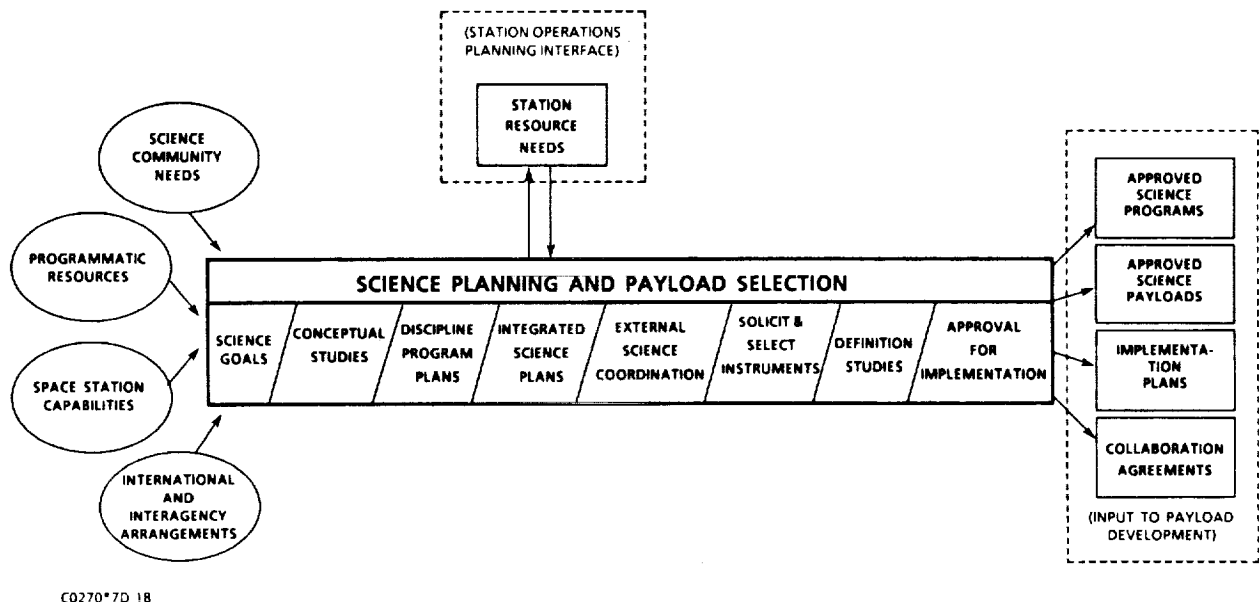 (STATION OPERATIONS
PLANNING INTERFACE)
STATION
RESOURCE
NEEDS
SCIENCE
COMMUNITY
NEEDS
PROGRAMMATIC
RESOURCES
SPACE STATION
CAPABILITIES
INTERNATIONAL
AND
INTERAGENCY
ARRANGEMENTS
SCIENCE PLANNING AND PAYLOAD SELECTION
SCIENCE
GOALS
CONCEPTUAL
STUDIES
DISCIPLINE
PROGRAM
PLANS
INTEGRATED
SCIENCE
PLANS
EXTERNAL
SCIENCE
COORDINATION
SOLICIT &
SELECT
INSTRUMENTS
DEFINITION
STUDIES
APPROVAL
FOR
IMPLEMENTATION
APPROVED
SCIENCE
PROGRAMS
APPROVED
SCIENCE
PAYLOADS
IMPLEMENTA-
TION
PLANS
COLLABORATION
AGREEMENTS
(INPUT TO PAYLOAD
DEVELOPMENT)
C0270*7D 18